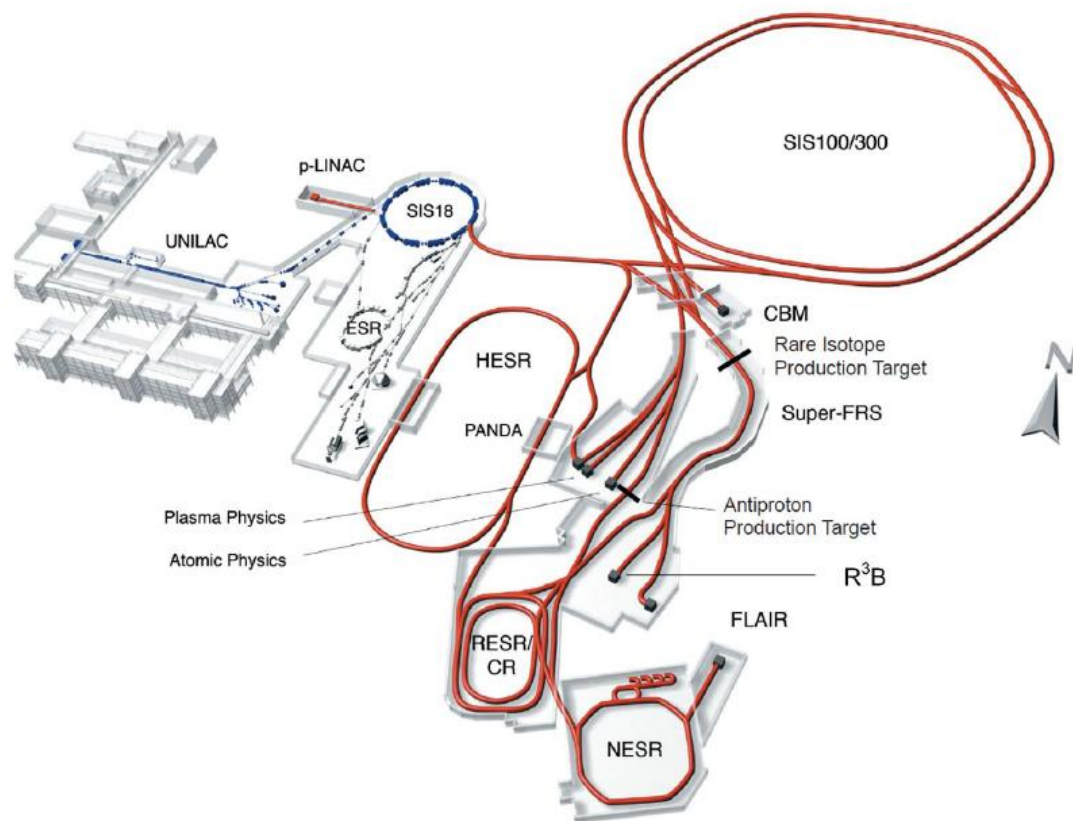 SIS100/300
p-LINAC
SIS18
UNILAC
CBM
ESR
Rare Isotope
Production Target
HESR
N
Super-FRS
PANDA
Plasma Physics
Antiproton
Production Target
Atomic Physics
R³B
FLAIR
RESR/
CR
NESR